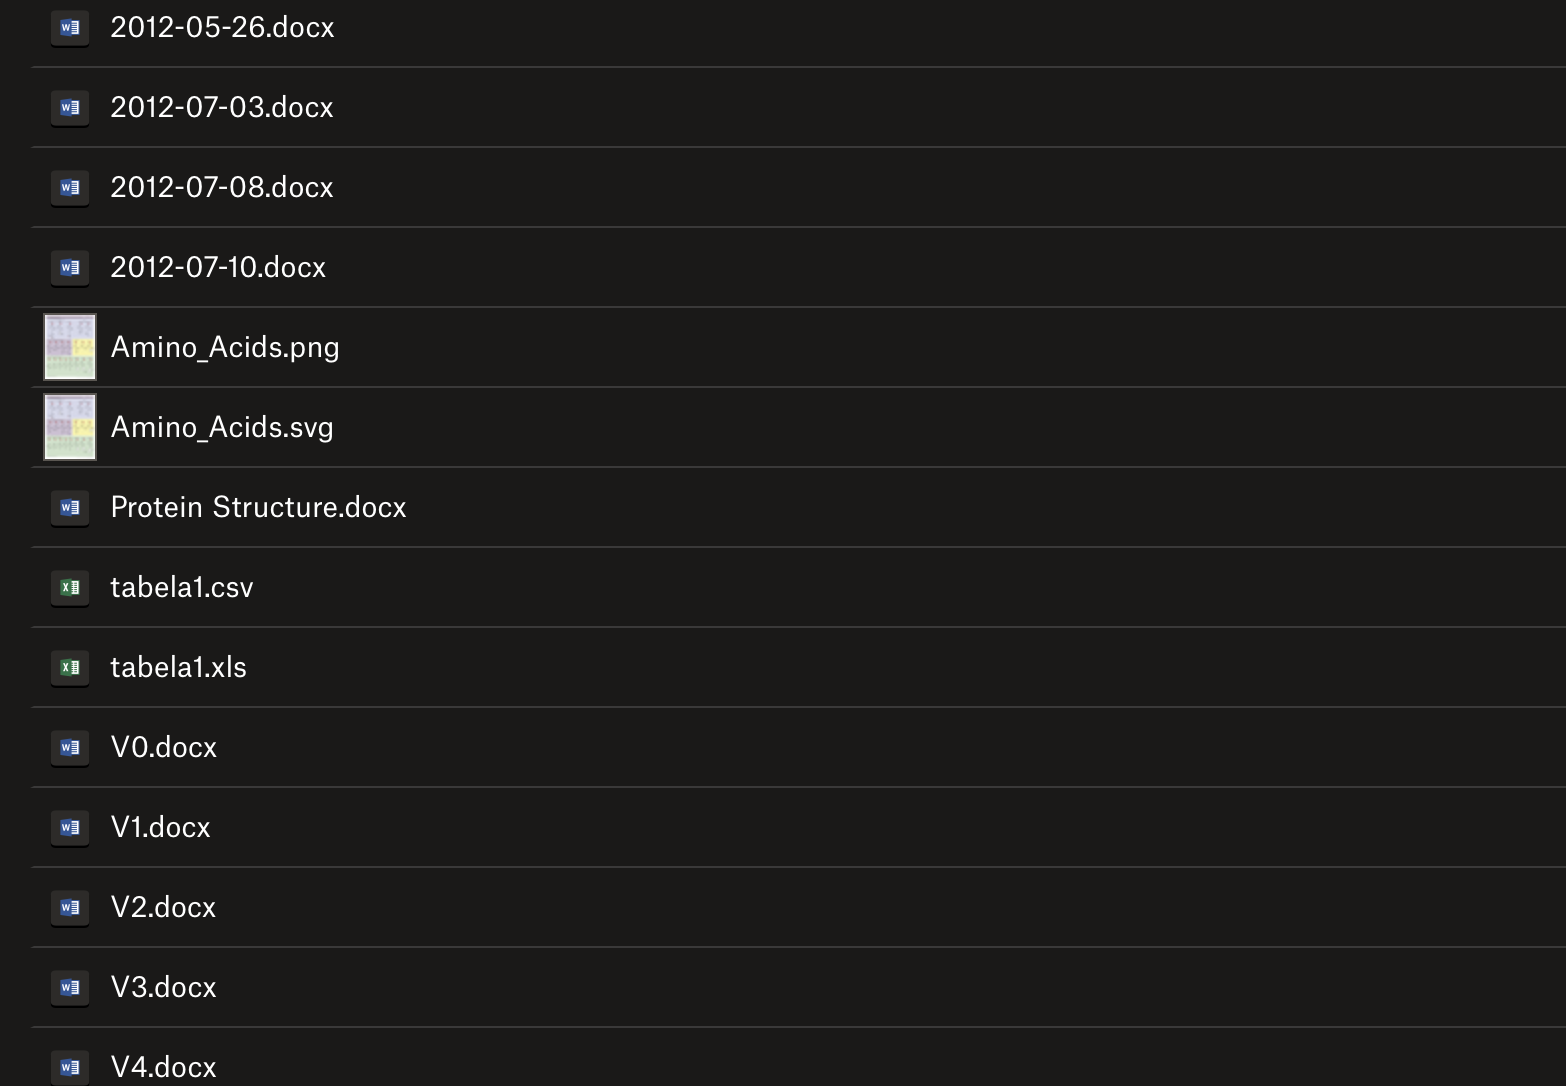 2012-05-26.docx
2012-07-03.docx
2012-07-08.docx
2012-07-10.docx
Amino_Acids.png
Amino_Acids.svg
Protein Structure.docx
tabela1.csv
tabela1.xls
V0.docx
V1.docx
V2.docx
V3.docx
V4.docx